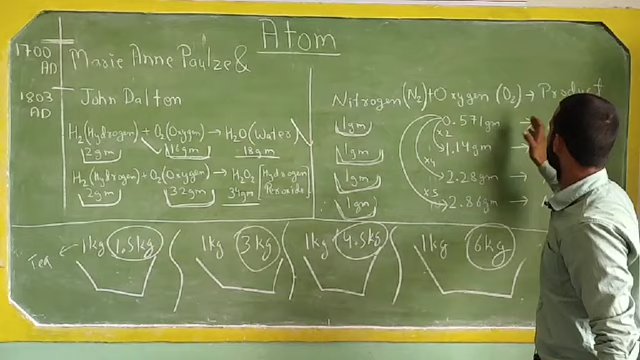 Atom
1700 AD
Marie Anne Paulze &
1803 AD
John Dalton
H2(Hydrogen) + O2(Oxygen) → H2O(Water)
2gm 16gm 18gm
H2(Hydrogen) + O2(Oxygen) → H2O2 [Hydrogen Peroxide]
2gm 32gm 34gm
Nitrogen (N2)+Oxygen (O2) → Product
1gm 0.571gm →
x2
1gm 1.14gm →
x4
1gm 2.28gm →
x5
1gm 2.86gm →
Tea ← 1kg 1.5kg
1kg 3kg
1kg 4.5kg
1kg 6kg